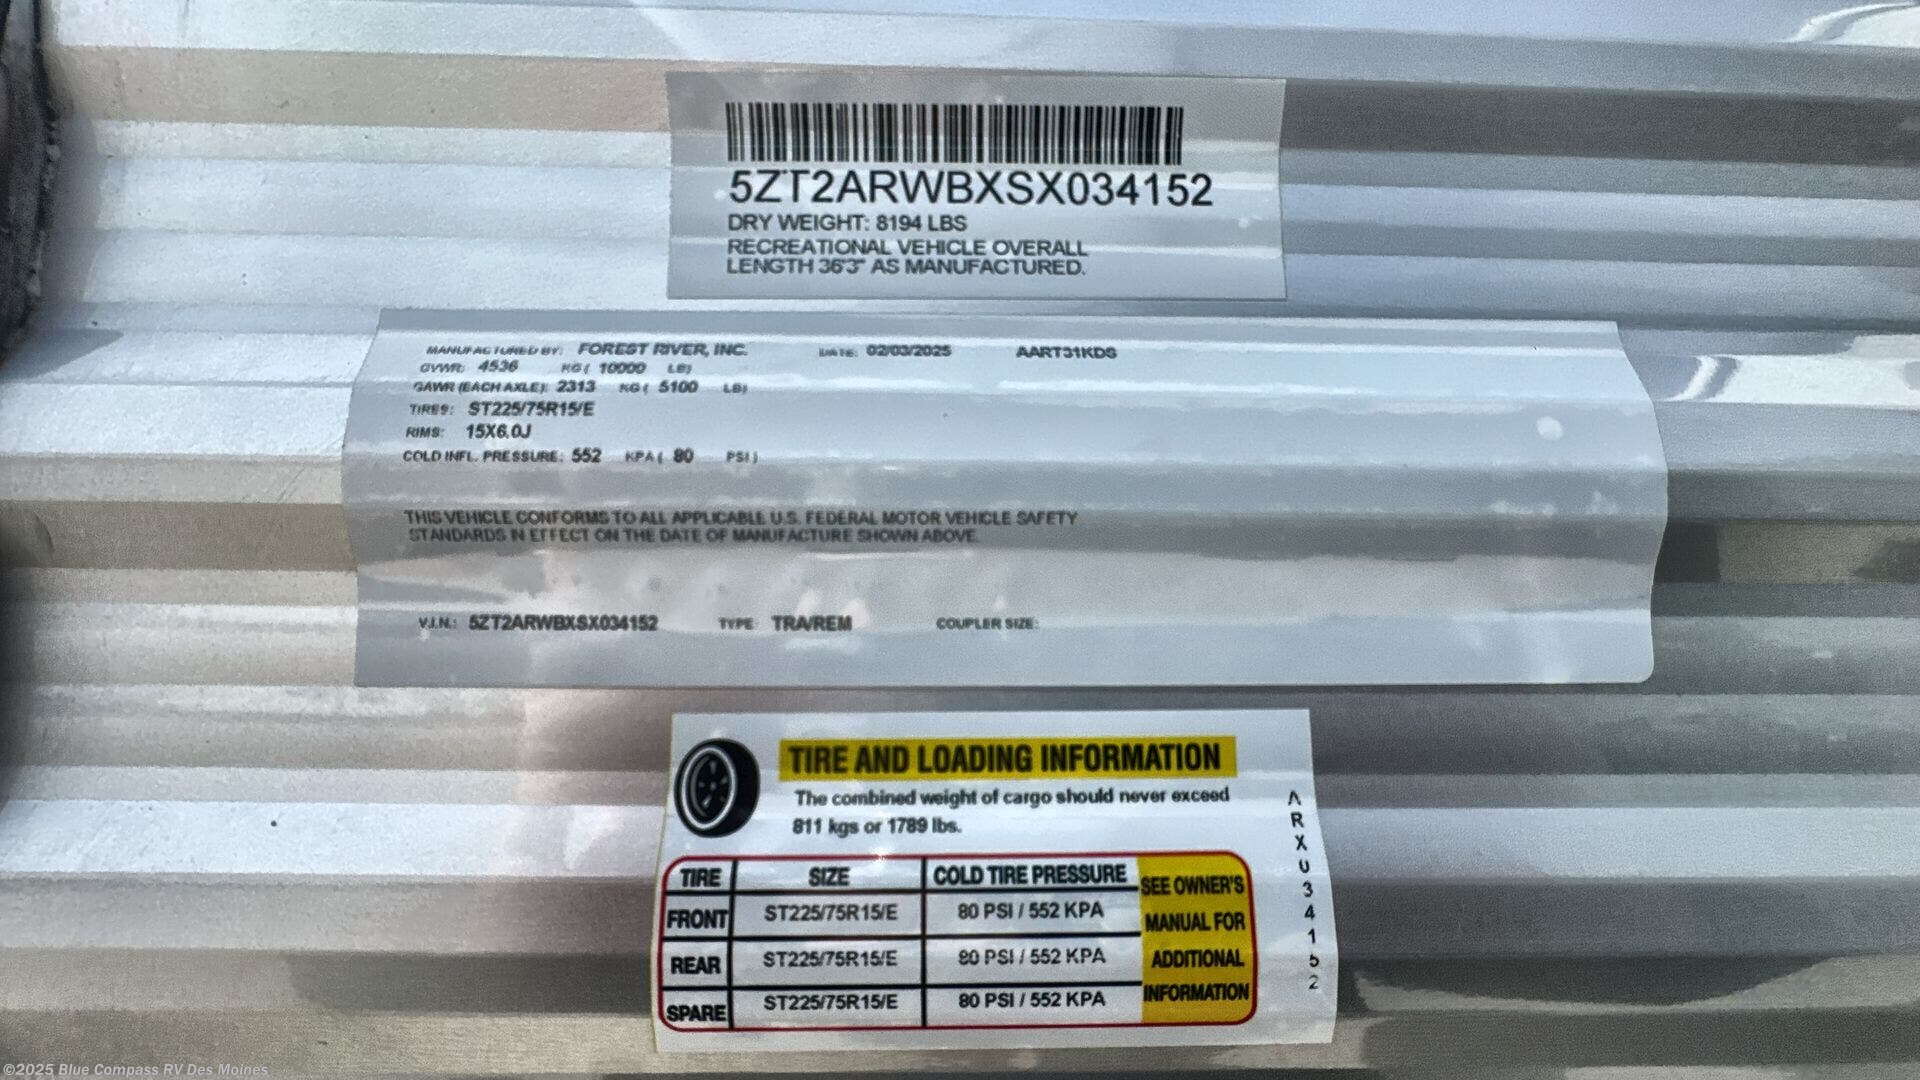 5ZT2ARWBXSX034152
DRY WEIGHT: 8194 LBS
RECREATIONAL VEHICLE OVERALL
LENGTH 36'3" AS MANUFACTURED.
MANUFACTURED BY: FOREST RIVER, INC. DATE: 02/03/2025 AART31KDS
GVWR: 4536 KG ( 10000 LB)
GAWR (EACH AXLE): 2313 KG ( 5100 LB)
TIRES: ST225/75R15/E
RIMS: 15X6.0J
COLD INFL. PRESSURE: 552 KPA ( 80 PSI )
THIS VEHICLE CONFORMS TO ALL APPLICABLE U.S. FEDERAL MOTOR VEHICLE SAFETY
STANDARDS IN EFFECT ON THE DATE OF MANUFACTURE SHOWN ABOVE.
V.I.N.: 5ZT2ARWBXSX034152 TYPE: TRA/REM COUPLER SIZE:
TIRE AND LOADING INFORMATION
The combined weight of cargo should never exceed
811 kgs or 1789 lbs.
TIRE SIZE COLD TIRE PRESSURE SEE OWNER'S
FRONT ST225/75R15/E 80 PSI / 552 KPA MANUAL FOR
REAR ST225/75R15/E 80 PSI / 552 KPA ADDITIONAL
SPARE ST225/75R15/E 80 PSI / 552 KPA INFORMATION
ARX034152
©2025 Blue Compass RV Des Moines